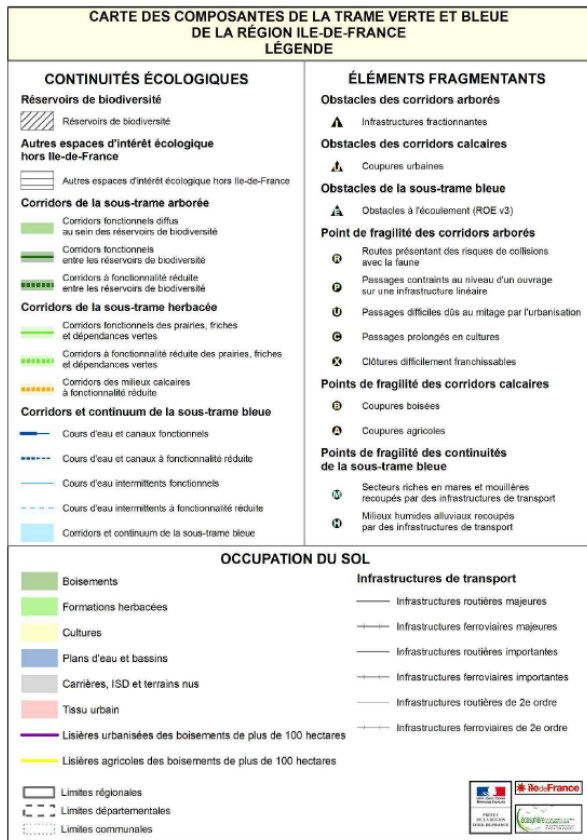 CARTE DES COMPOSANTES DE LA TRAME VERTE ET BLEUE
DE LA RÉGION ILE-DE-FRANCE
LÉGENDE
CONTINUITÉS ÉCOLOGIQUES
Réservoirs de biodiversité
Réservoirs de biodiversité
Autres espaces d'intérêt écologique
hors Ile-de-France
Autres espaces d'intérêt écologique hors Ile-de-France
Corridors de la sous-trame arborée
Corridors fonctionnels diffus
au sein des réservoirs de biodiversité
Corridors fonctionnels
entre les réservoirs de biodiversité
Corridors à fonctionnalité réduite
entre les réservoirs de biodiversité
Corridors de la sous-trame herbacée
Corridors fonctionnels des prairies, friches
et dépendances vertes
Corridors à fonctionnalité réduite des prairies, friches
et dépendances vertes
Corridors des milieux calcaires
à fonctionnalité réduite
Corridors et continuum de la sous-trame bleue
Cours d'eau et canaux fonctionnels
Cours d'eau et canaux à fonctionnalité réduite
Cours d'eau intermittents fonctionnels
Cours d'eau intermittents à fonctionnalité réduite
Corridors et continuum de la sous-trame bleue
ÉLÉMENTS FRAGMENTANTS
Obstacles des corridors arborés
Infrastructures fractionnantes
Obstacles des corridors calcaires
Coupures urbaines
Obstacles de la sous-trame bleue
Obstacles à l'écoulement (ROE v3)
Point de fragilité des corridors arborés
R Routes présentant des risques de collisions
avec la faune
P Passages contraints au niveau d'un ouvrage
sur une infrastructure linéaire
U Passages difficiles dûs au mitage par l'urbanisation
C Passages prolongés en cultures
X Clôtures difficilement franchissables
Points de fragilité des corridors calcaires
B Coupures boisées
A Coupures agricoles
Points de fragilité des continuités
de la sous-trame bleue
M Secteurs riches en mares et mouillères
recoupés par des infrastructures de transport
H Milieux humides alluviaux recoupés
par des infrastructures de transport
OCCUPATION DU SOL
Boisements
Formations herbacées
Cultures
Plans d'eau et bassins
Carrières, ISD et terrains nus
Tissu urbain
Lisières urbanisées des boisements de plus de 100 hectares
Lisières agricoles des boisements de plus de 100 hectares
Limites régionales
Limites départementales
Limites communales
Infrastructures de transport
Infrastructures routières majeures
Infrastructures ferroviaires majeures
Infrastructures routières importantes
Infrastructures ferroviaires importantes
Infrastructures routières de 2e ordre
Infrastructures ferroviaires de 2e ordre
PRÉFET
DE LA RÉGION
D'ILE-DE-FRANCE
île de France
écosphère